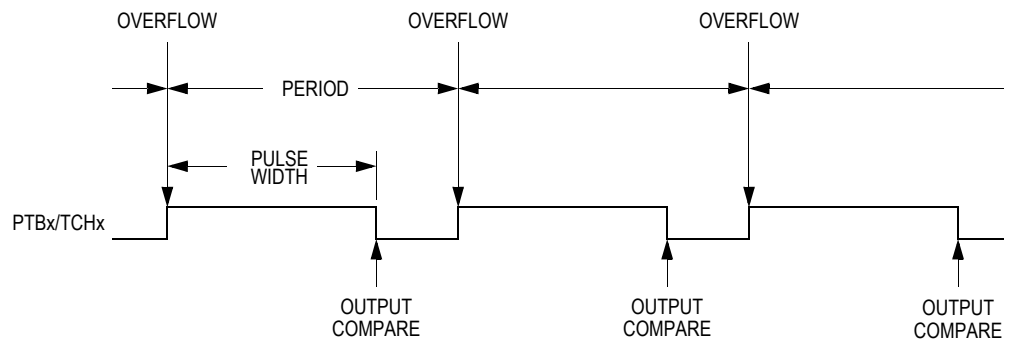 OVERFLOW
OVERFLOW
OVERFLOW
PERIOD
PULSE
WIDTH
PTBx/TCHx
OUTPUT
COMPARE
OUTPUT
COMPARE
OUTPUT
COMPARE